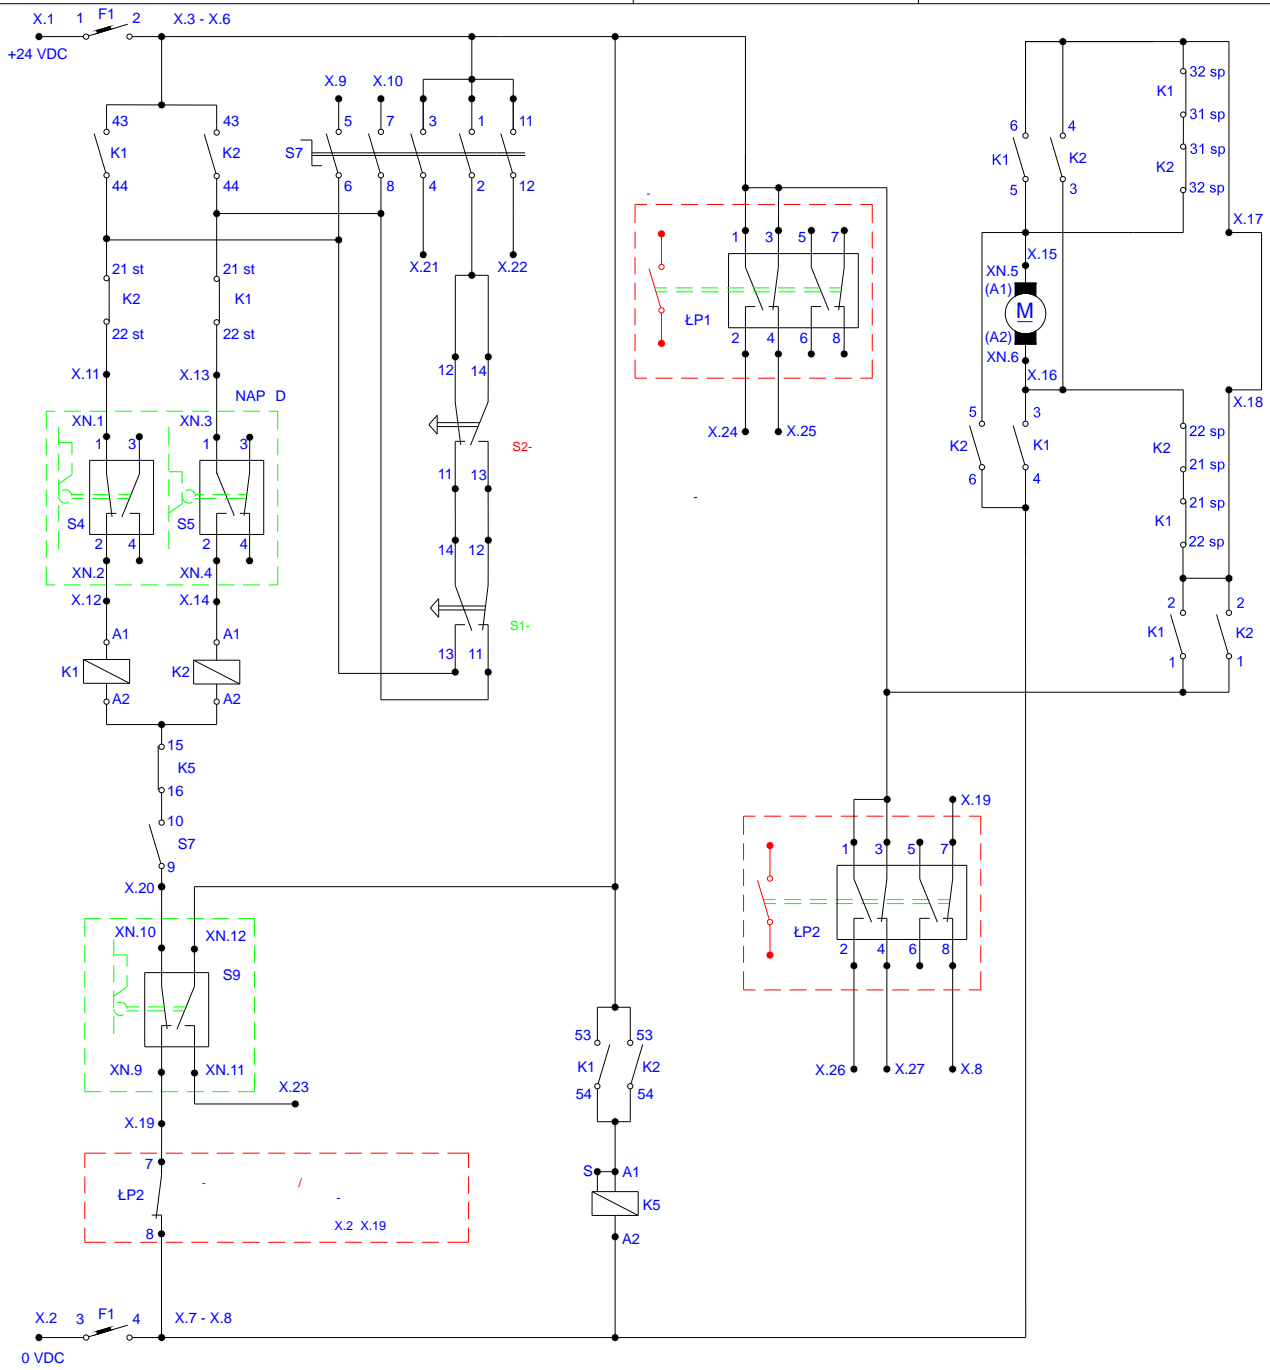 X.1 1 F1 2 X.3 - X.6
+24 VDC
X.9 X.10
43 43 5 7 3 1 11
K1 K2 S7
44 44 6 8 4 2 12
X.21 X.22
21 st 21 st
K2 K1
22 st 22 st
X.11 X.13
NAP D
XN.1 XN.3
1 3 1 3
S4 S5
2 4 2 4
XN.2 XN.4
X.12 X.14
A1 A1
K1 K2
A2 A2
15
K5
16
10
S7
9
X.20
XN.10 XN.12
S9
XN.9 XN.11
X.23
X.19
7
- /
ŁP2
-
X.2 X.19
8
X.2 3 F1 4 X.7 - X.8
0 VDC
12 14
S2-
11 13
14 12
S1-
13 11
53 53
K1 K2
54 54
S A1
K5
A2
-
1 3 5 7
ŁP1
2 4 6 8
X.24 X.25
-
X.19
1 3 5 7
ŁP2
2 4 6 8
X.26 X.27 X.8
32 sp
K1
31 sp
6 4
K1 K2
5 3
31 sp
K2
32 sp
X.17
X.15
XN.5
(A1)
M
(A2)
XN.6
X.16
X.18
5 3
K2 K1
6 4
22 sp
K2
21 sp
21 sp
K1
22 sp
2 2
K1 K2
1 1